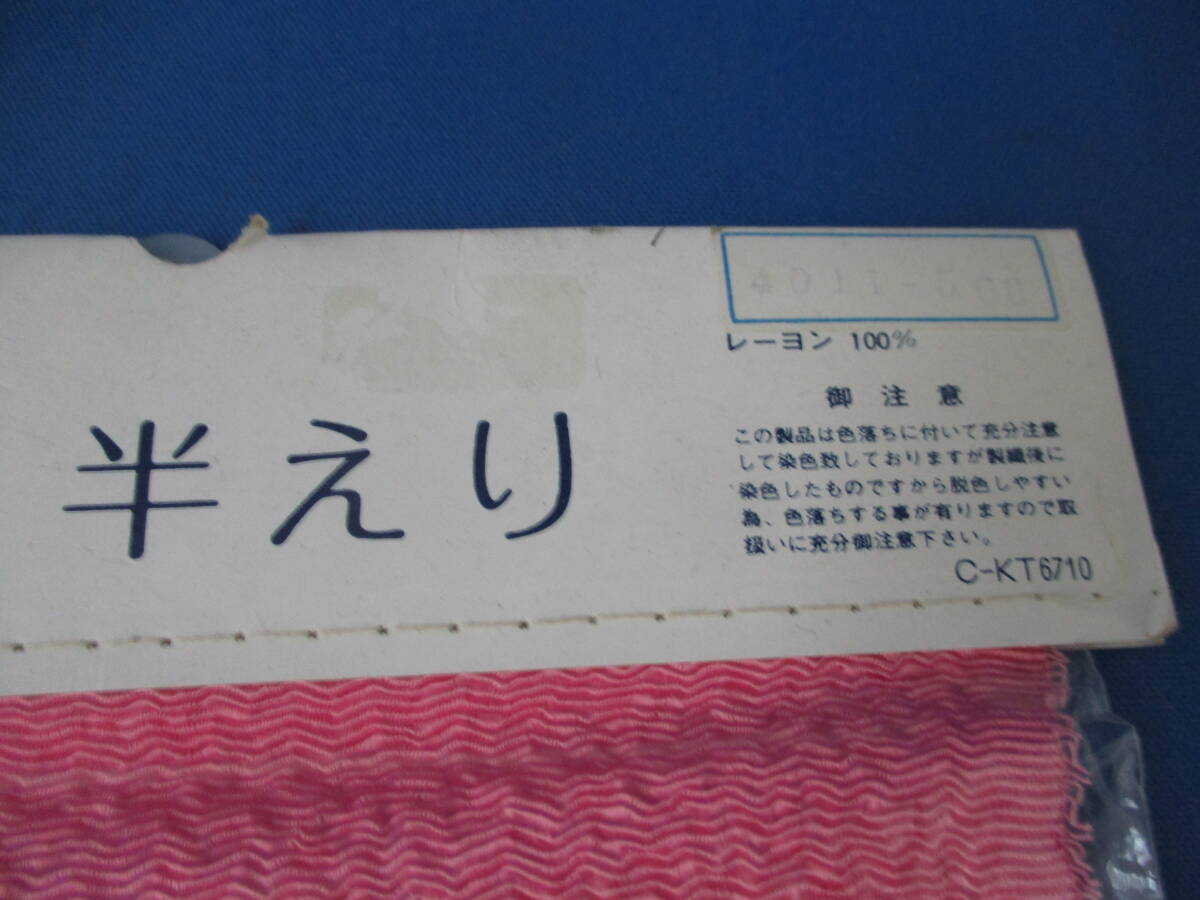 半えり
レーヨン 100%
御注意
この製品は色落ちに付いて充分注意
して染色致しておりますが製織後に
染色したものですから脱色しやすい
為、色落ちする事が有りますので取
扱いに充分御注意下さい。
C-KT6710